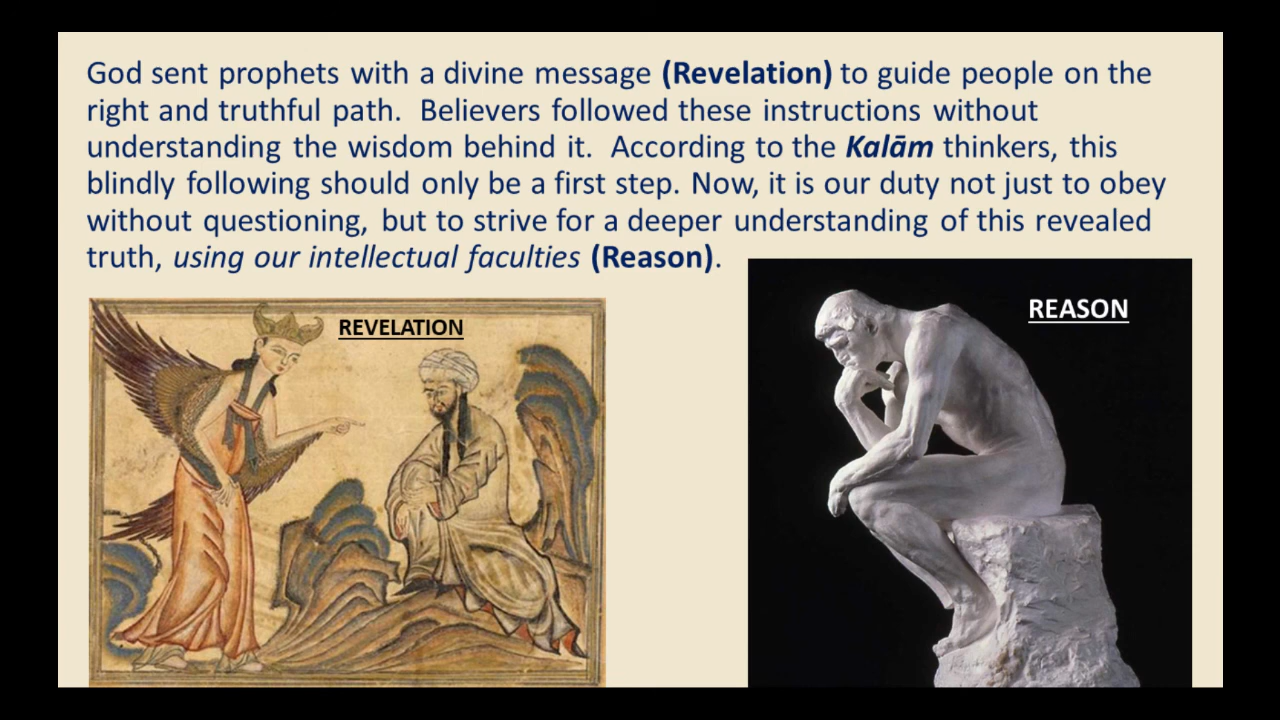 God sent prophets with a divine message (Revelation) to guide people on the
right and truthful path.  Believers followed these instructions without
understanding the wisdom behind it.  According to the Kalām thinkers, this
blindly following should only be a first step. Now, it is our duty not just to obey
without questioning, but to strive for a deeper understanding of this revealed
truth, using our intellectual faculties (Reason).
REVELATION
REASON